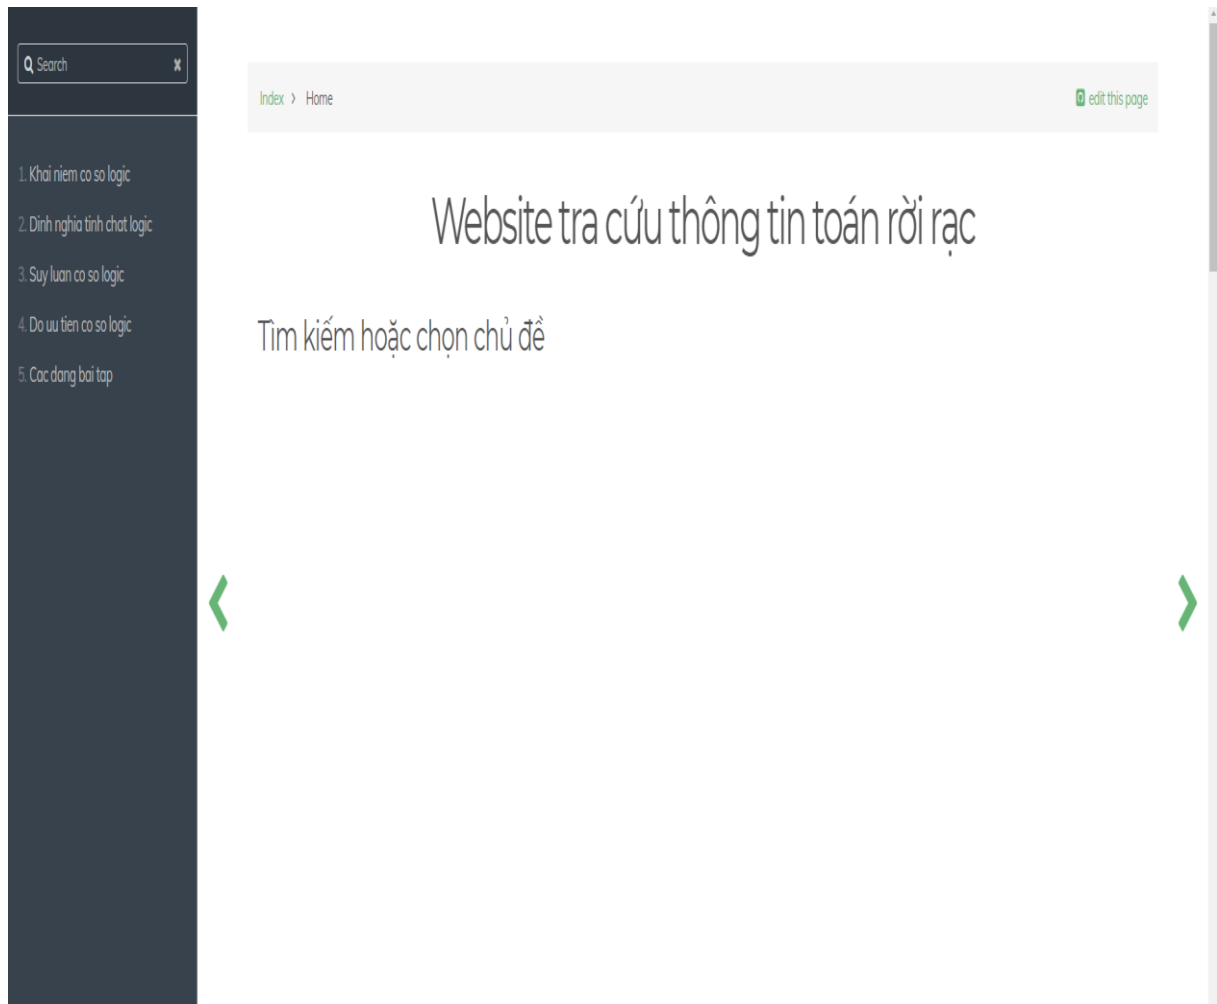 Search
1. Khai niem co so logic
2. Dinh nghia tinh chat logic
3. Suy luan co so logic
4. Do uu tien co so logic
5. Cac dang bai tap
Index > Home
edit this page
Website tra cứu thông tin toán rời rạc
Tìm kiếm hoặc chọn chủ đề